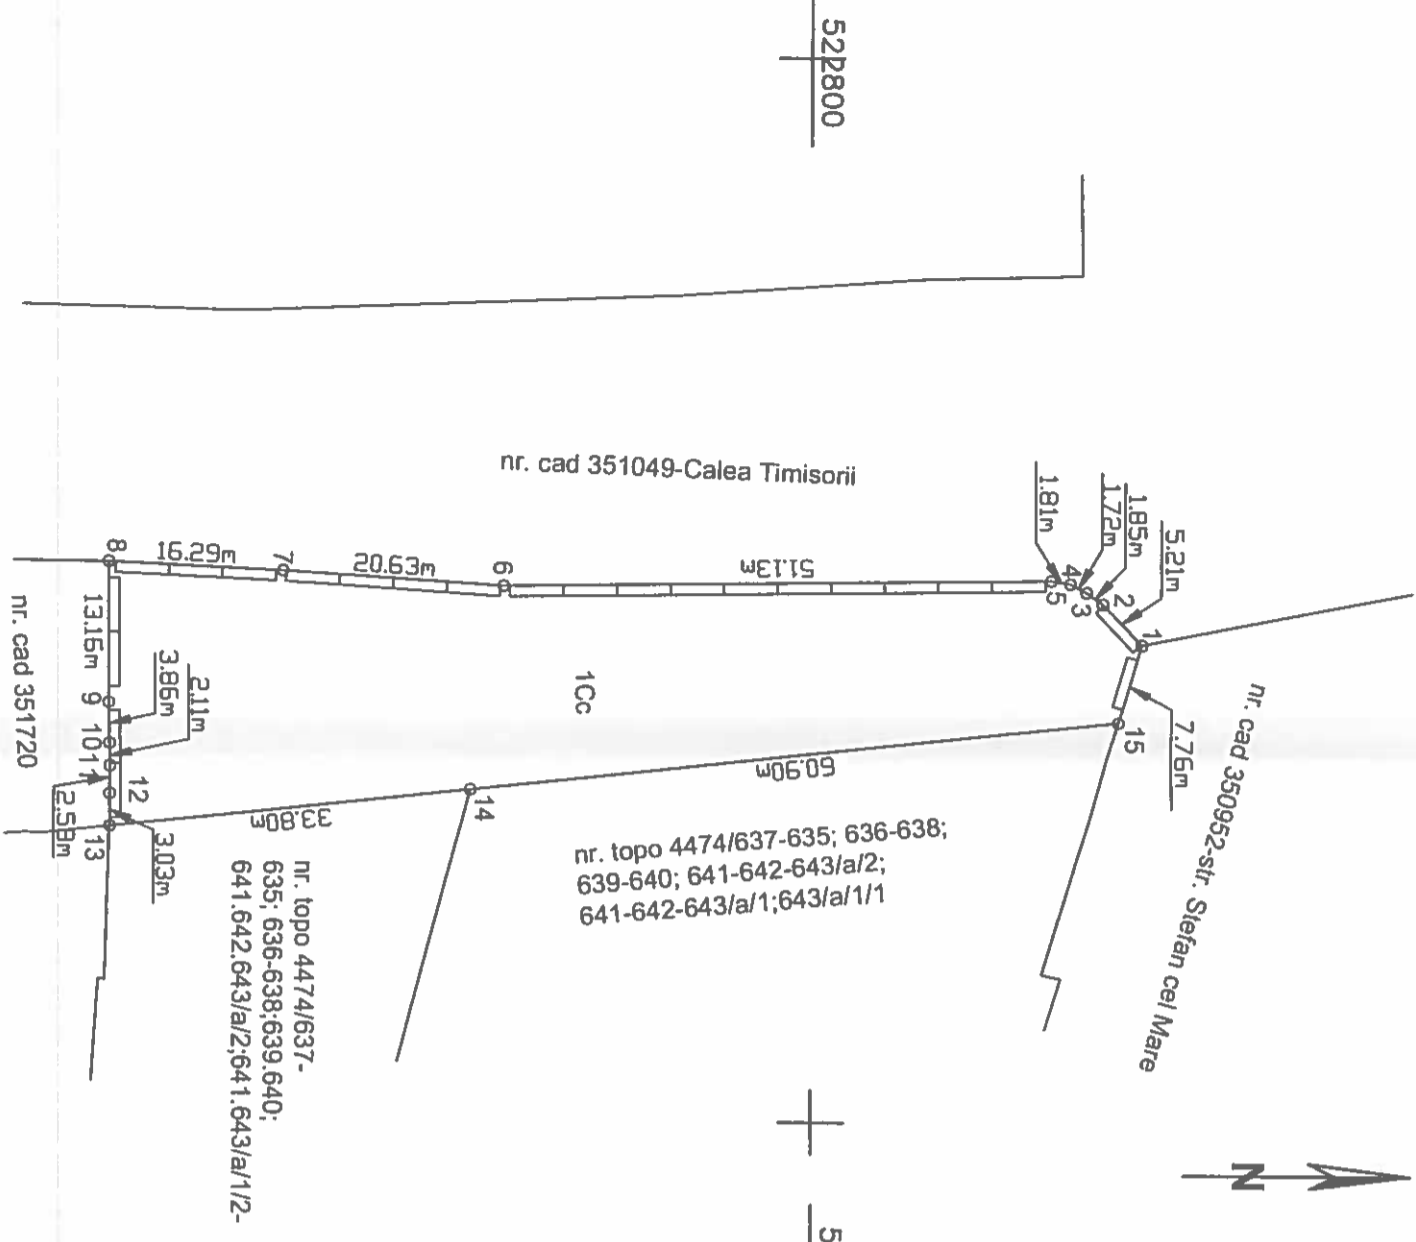 522800
nr. cad 351049-Calea Timisorii
nr. cad 350952-str. Stefan cel Mare
1.81m
1.72m
1.85m
5.21m
7.76m
1
2
3
4
5
15
51.13m
6
20.63m
7
16.29m
8
13.16m
9
10
11
12
13
3.86m
2.11m
2.58m
3.03m
nr. cad 351720
1Cc
60.90m
14
33.80m
nr. topo 4474/637-635; 636-638;
639-640; 641-642-643/a/2;
641-642-643/a/1;643/a/1/1
nr. topo 4474/637-
635; 636-638;639.640;
641.642.643/a/2;641.643/a/1/2-
N
5